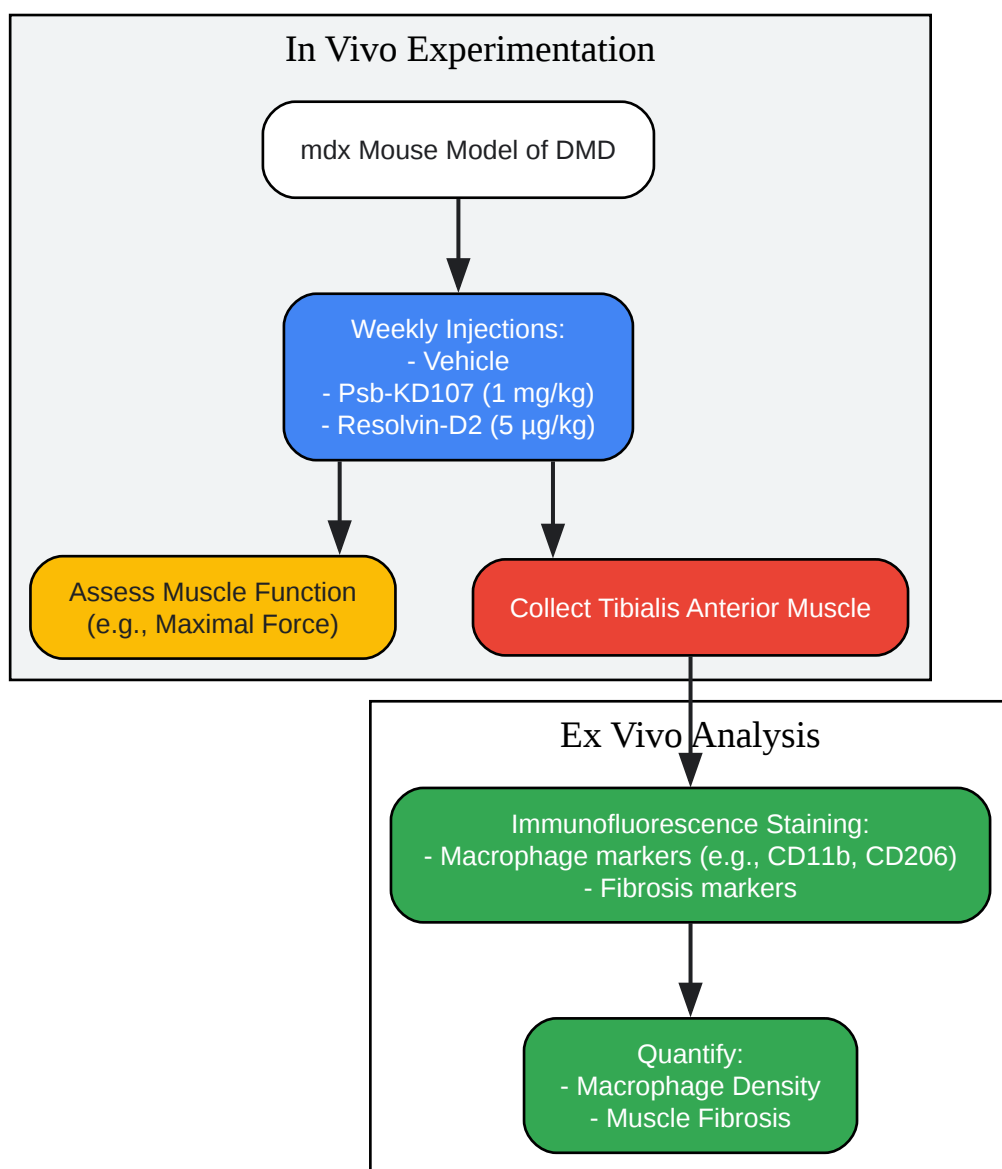 In Vivo Experimentation
mdx Mouse Model of DMD
Weekly Injections:
- Vehicle
- Psb-KD107 (1 mg/kg)
- Resolvin-D2 (5 µg/kg)
Assess Muscle Function
(e.g., Maximal Force)
Collect Tibialis Anterior Muscle
Ex Vivo Analysis
Immunofluorescence Staining:
- Macrophage markers (e.g., CD11b, CD206)
- Fibrosis markers
Quantify:
- Macrophage Density
- Muscle Fibrosis